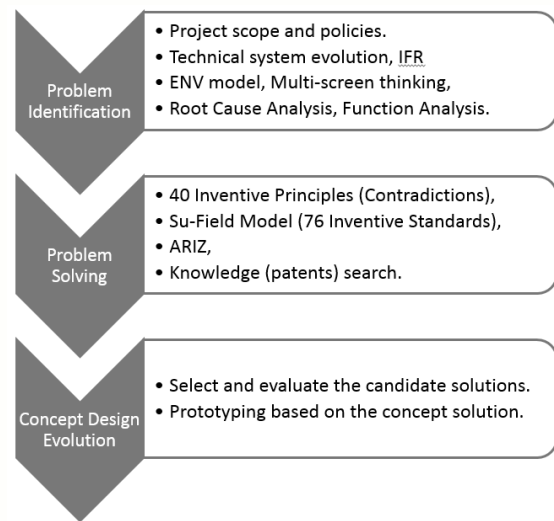 Problem
Identification
• Project scope and policies.
• Technical system evolution, IFR
• ENV model, Multi-screen thinking,
• Root Cause Analysis, Function Analysis.
Problem
Solving
• 40 Inventive Principles (Contradictions),
• Su-Field Model (76 Inventive Standards),
• ARIZ,
• Knowledge (patents) search.
Concept Design
Evolution
• Select and evaluate the candidate solutions.
• Prototyping based on the concept solution.